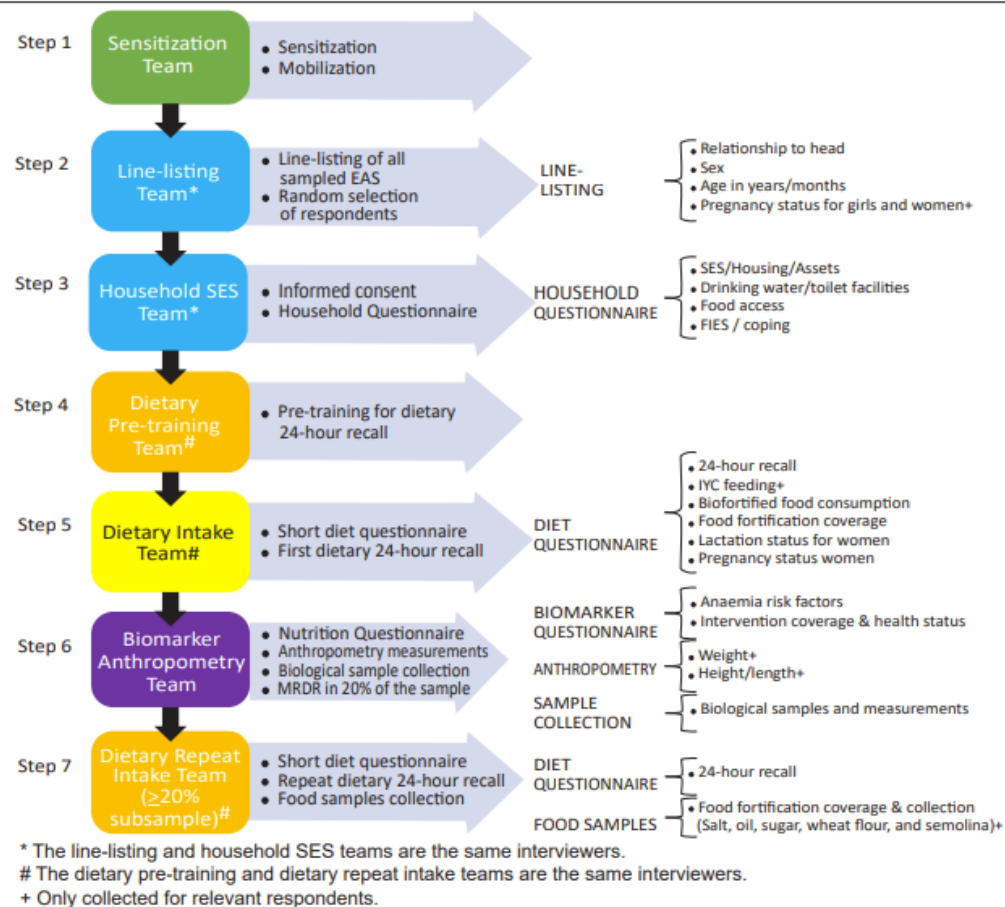 Step 1
Sensitization
Team
• Sensitization
• Mobilization
Step 2
Line-listing
Team*
• Line-listing of all
sampled EAS
• Random selection
of respondents
LINE-
LISTING
• Relationship to head
• Sex
• Age in years/months
• Pregnancy status for girls and women+
Step 3
Household SES
Team*
• Informed consent
• Household Questionnaire
HOUSEHOLD
QUESTIONNAIRE
• SES/Housing/Assets
• Drinking water/toilet facilities
• Food access
• FIES / coping
Step 4
Dietary
Pre-training
Team#
• Pre-training for dietary
24-hour recall
Step 5
Dietary Intake
Team#
• Short diet questionnaire
• First dietary 24-hour recall
DIET
QUESTIONNAIRE
• 24-hour recall
• IYC feeding+
• Biofortified food consumption
• Food fortification coverage
• Lactation status for women
• Pregnancy status women
Step 6
Biomarker
Anthropometry
Team
• Nutrition Questionnaire
• Anthropometry measurements
• Biological sample collection
• MRDR in 20% of the sample
BIOMARKER
QUESTIONNAIRE
• Anaemia risk factors
• Intervention coverage & health status
ANTHROPOMETRY
• Weight+
• Height/length+
SAMPLE
COLLECTION
• Biological samples and measurements
Step 7
Dietary Repeat
Intake Team
(≥20%
subsample)#
• Short diet questionnaire
• Repeat dietary 24-hour recall
• Food samples collection
DIET
QUESTIONNAIRE
• 24-hour recall
FOOD SAMPLES
• Food fortification coverage & collection
(Salt, oil, sugar, wheat flour, and semolina)+
* The line-listing and household SES teams are the same interviewers.
# The dietary pre-training and dietary repeat intake teams are the same interviewers.
+ Only collected for relevant respondents.